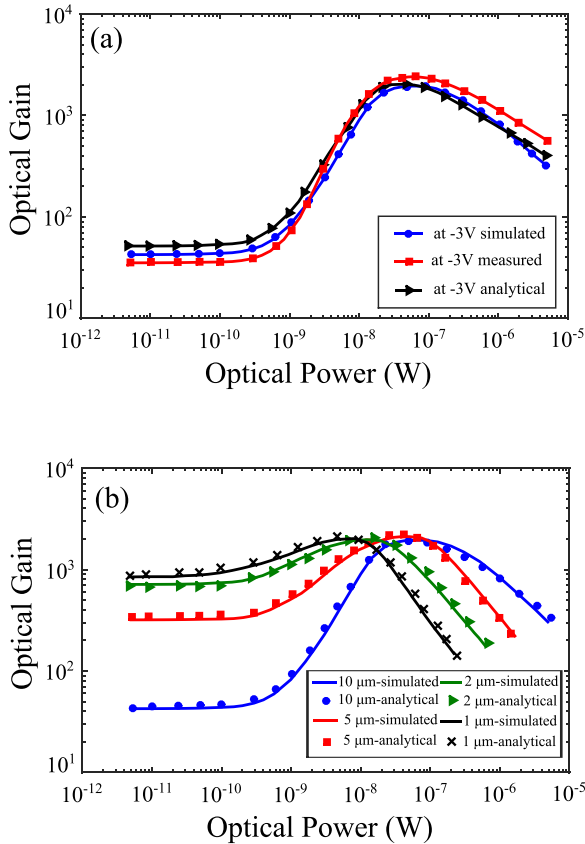 (a)
Optical Gain
10^4
10^3
10^2
10^1
at -3V simulated
at -3V measured
at -3V analytical
10^-12 10^-11 10^-10 10^-9 10^-8 10^-7 10^-6 10^-5
Optical Power (W)
(b)
Optical Gain
10^4
10^3
10^2
10^1
10 μm-simulated 2 μm-simulated
10 μm-analytical 2 μm-analytical
5 μm-simulated 1 μm-simulated
5 μm-analytical 1 μm-analytical
10^-12 10^-11 10^-10 10^-9 10^-8 10^-7 10^-6 10^-5
Optical Power (W)